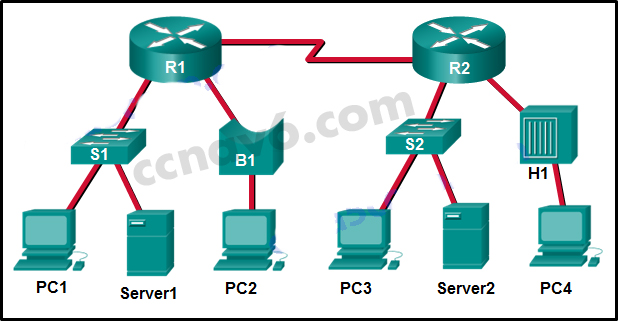 R1
R2
S1
B1
S2
H1
PC1
Server1
PC2
PC3
Server2
PC4
ccnav6.com